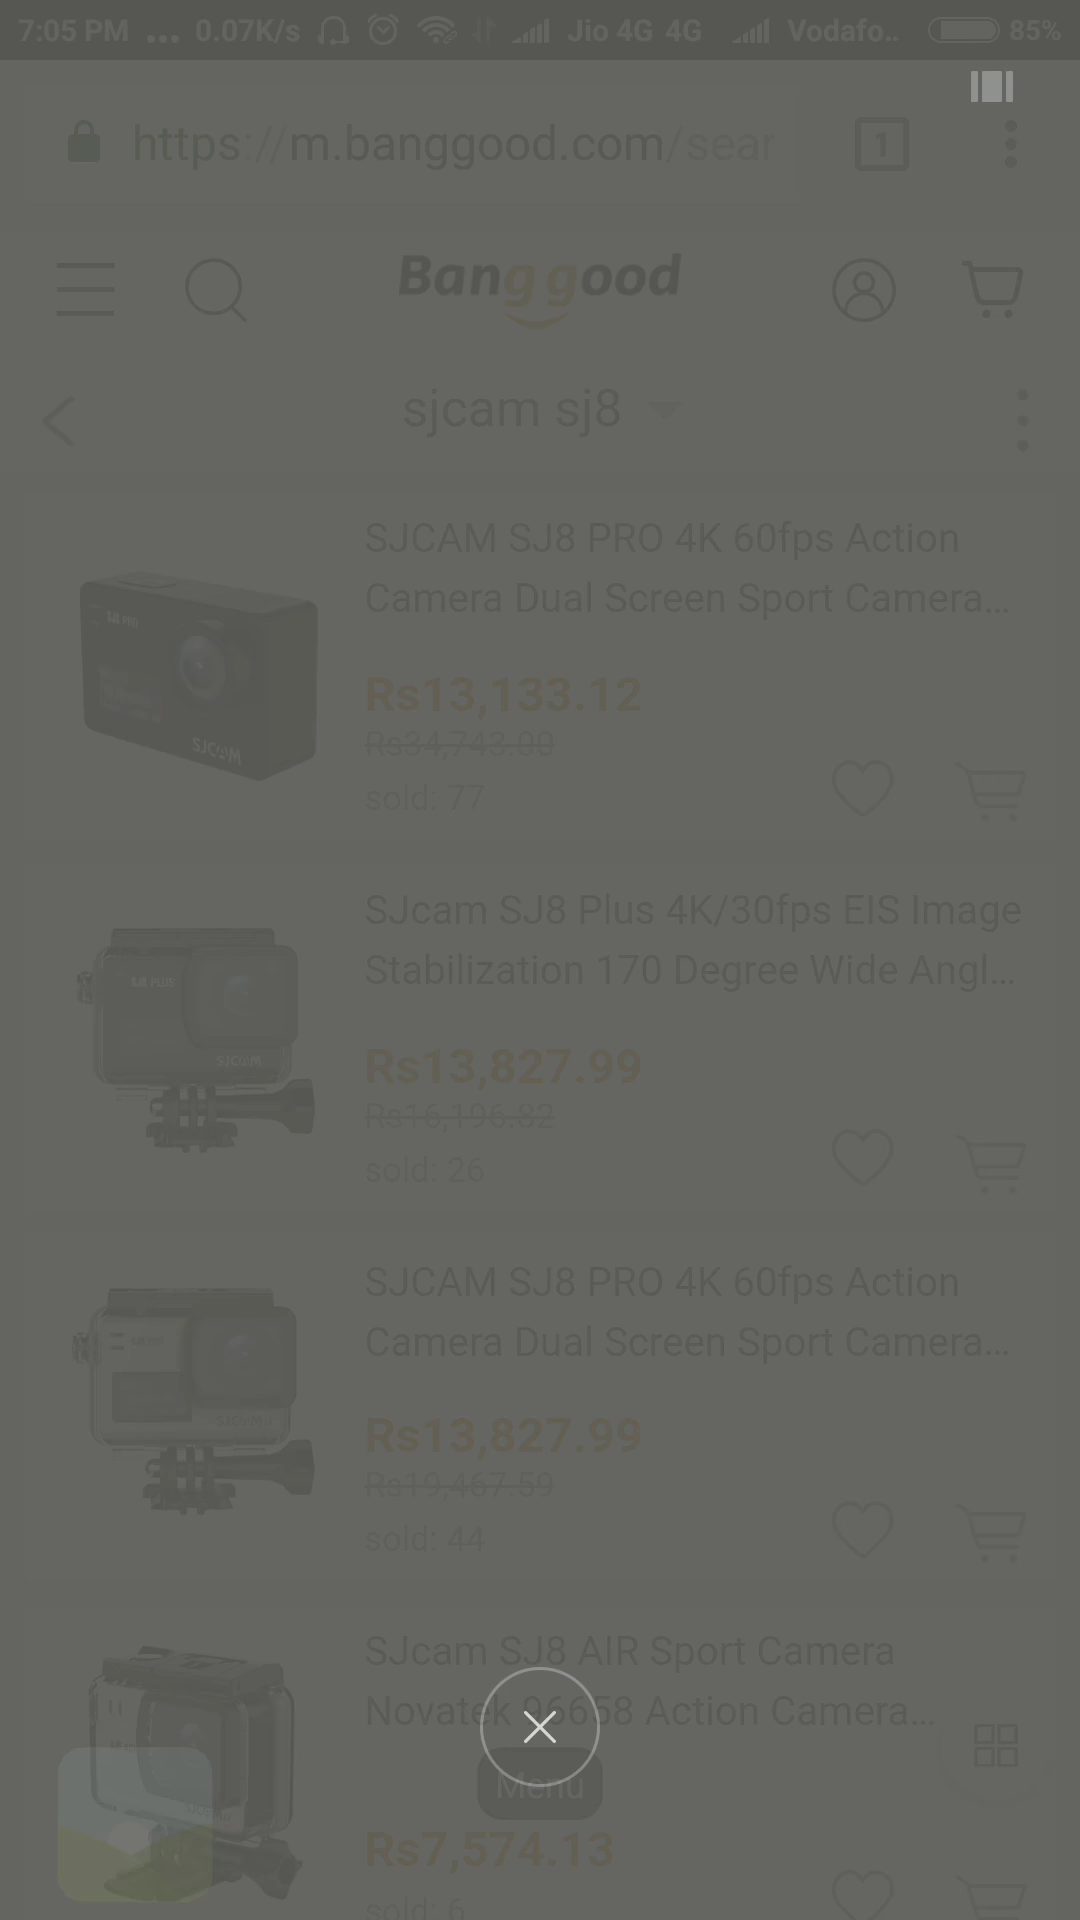 7:05 PM ... 0.07K/s Jio 4G 4G Vodafo.. 85%
https://m.banggood.com/sear
1
Banggood
sjcam sj8
SJCAM SJ8 PRO 4K 60fps Action
Camera Dual Screen Sport Camera...
SJ8 PRO
SJCAM
Rs13,133.12
Rs34,743.00
sold: 77
SJcam SJ8 Plus 4K/30fps EIS Image
Stabilization 170 Degree Wide Angl...
SJ8 PLUS
SJCAM
Rs13,827.99
Rs16,196.82
sold: 26
SJCAM SJ8 PRO 4K 60fps Action
Camera Dual Screen Sport Camera...
SJCAM
Rs13,827.99
Rs19,467.59
sold: 44
SJcam SJ8 AIR Sport Camera
Novatek 96658 Action Camera...
Menu
Rs7,574.13
sold: 6